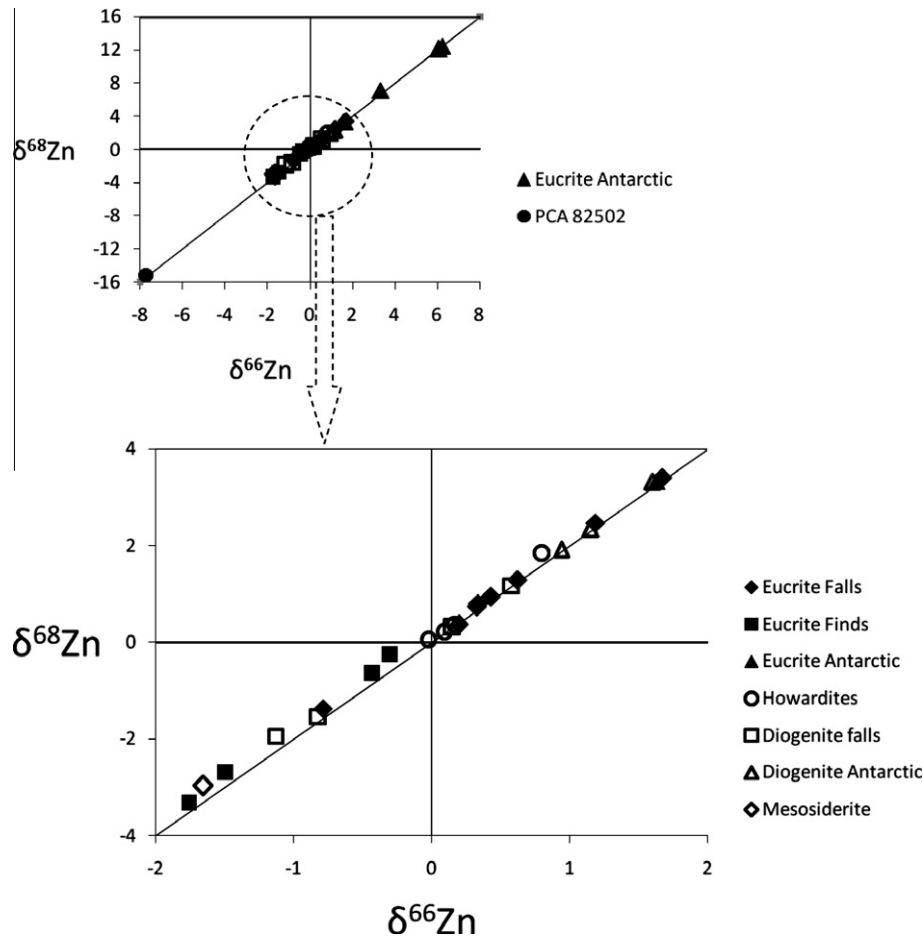 16
12
8
4
0
-4
-8
-12
-16
δ⁶⁸Zn
-8 -6 -4 -2 0 2 4 6 8
δ⁶⁶Zn
Eucrite Antarctic
PCA 82502
4
2
0
-2
-4
δ⁶⁸Zn
-2 -1 0 1 2
δ⁶⁶Zn
Eucrite Falls
Eucrite Finds
Eucrite Antarctic
Howardites
Diogenite falls
Diogenite Antarctic
Mesosiderite